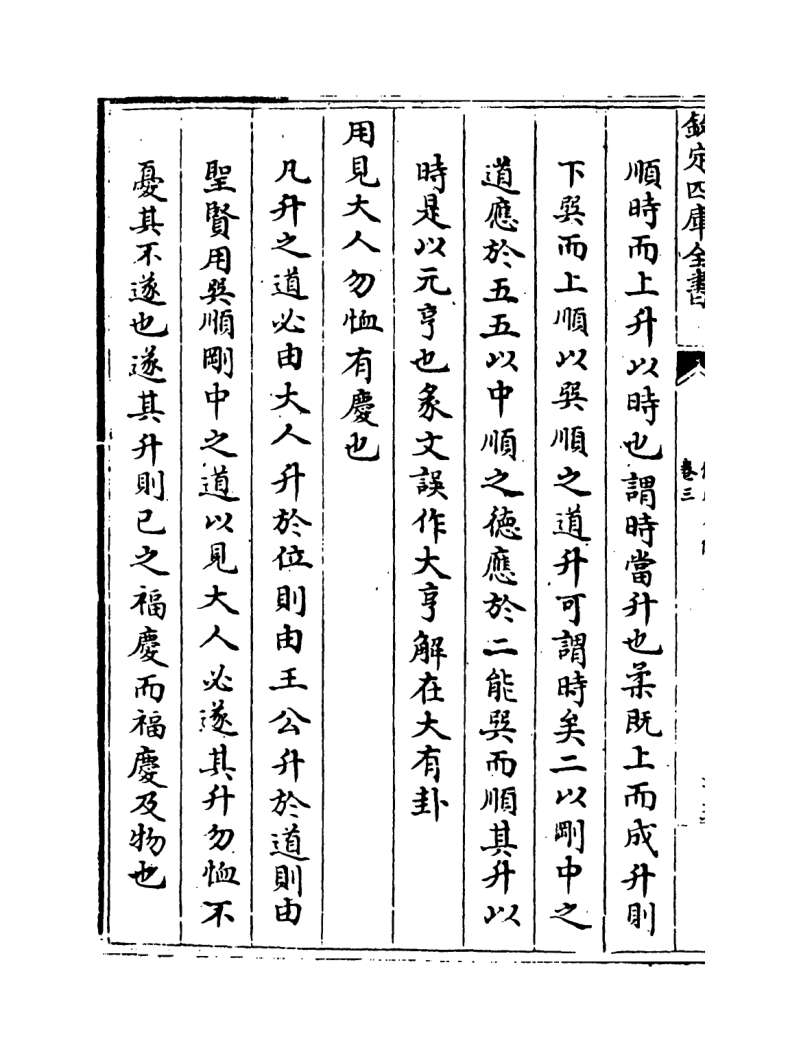 欽定四庫全書
卷三
順時而上升以時也謂時當升也柔既上而成升則
下巽而上順以巽順之道升可謂時矣二以剛中之
道應於五五以中順之德應於二能巽而順其升以
時是以元亨也彖文誤作大亨解在大有卦
用見大人勿恤有慶也
凡升之道必由大人升於位則由王公升於道則由
聖賢用巽順剛中之道以見大人必遂其升勿恤不
憂其不遂也遂其升則已之福慶而福慶及物也